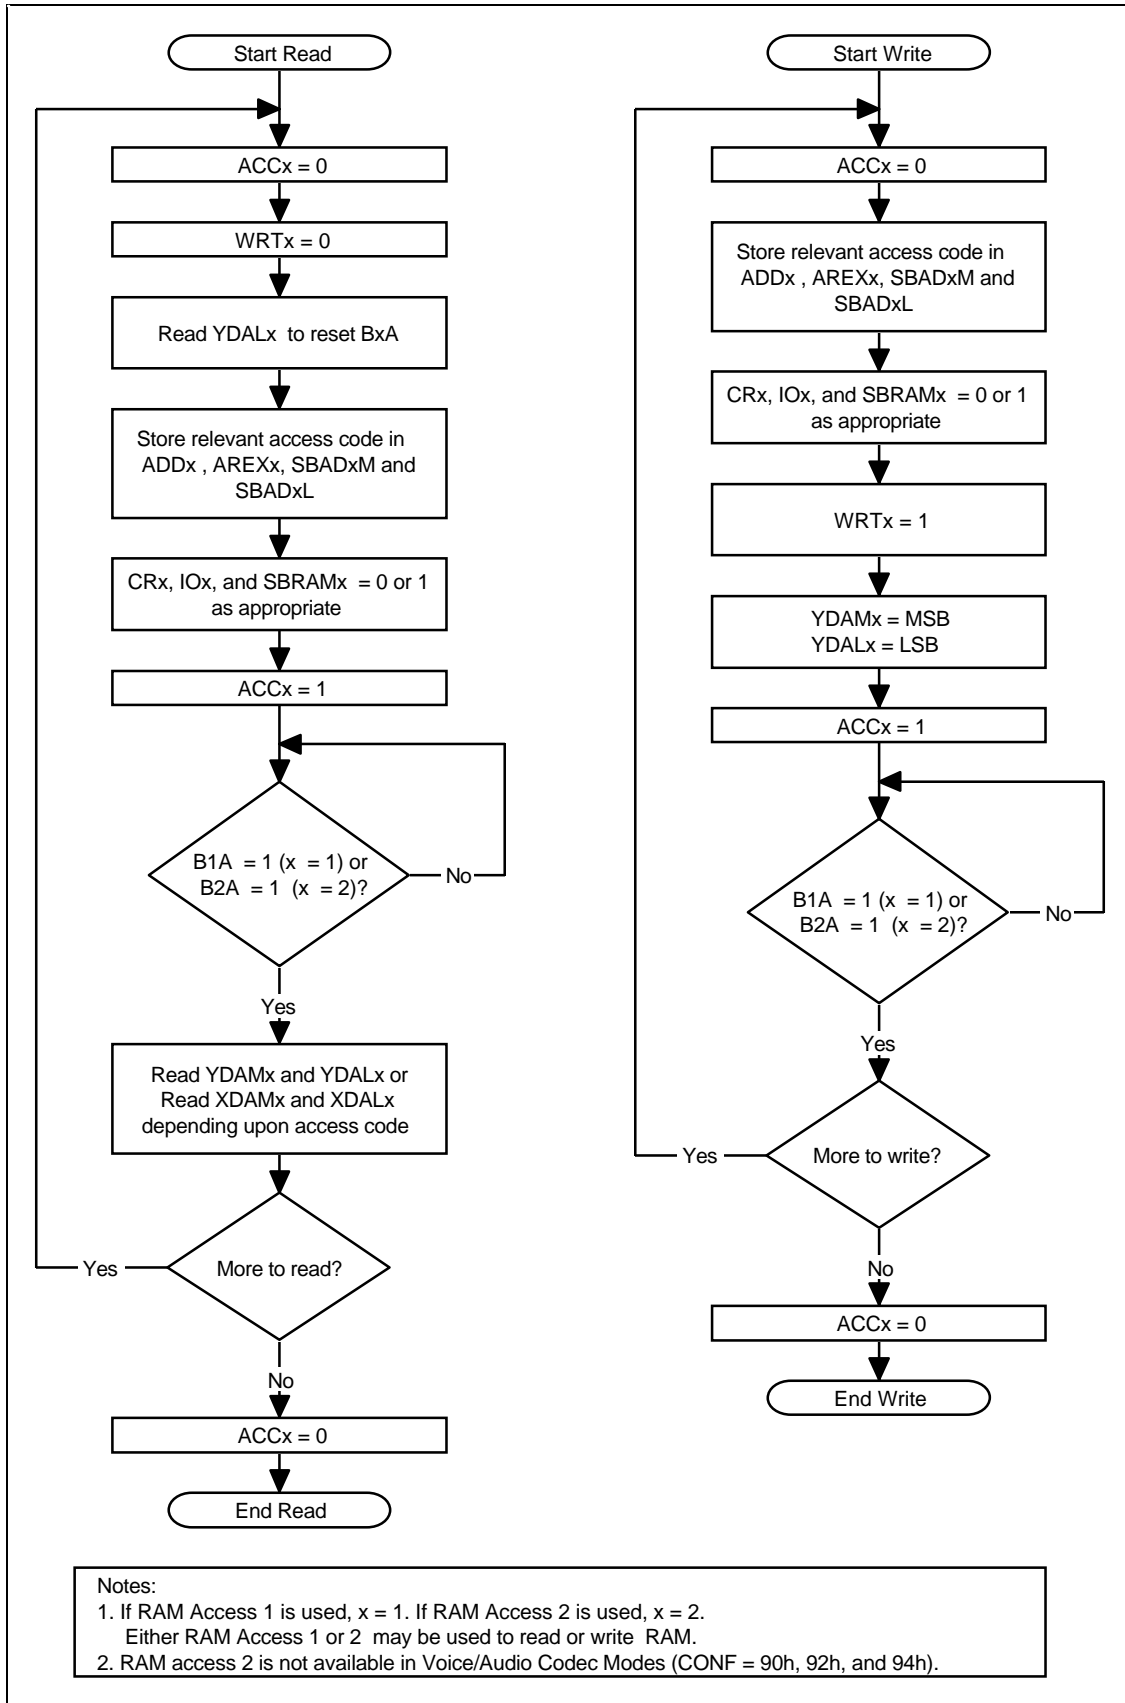 Start Read
ACCx = 0
WRTx = 0
Read YDALx to reset BxA
Store relevant access code in
ADDx , AREXx, SBADxM and
SBADxL
CRx, IOx, and SBRAMx = 0 or 1
as appropriate
ACCx = 1
B1A = 1 (x = 1) or
B2A = 1 (x = 2)?
No
Yes
Read YDAMx and YDALx or
Read XDAMx and XDALx
depending upon access code
More to read?
Yes
No
ACCx = 0
End Read
Start Write
ACCx = 0
Store relevant access code in
ADDx , AREXx, SBADxM and
SBADxL
CRx, IOx, and SBRAMx = 0 or 1
as appropriate
WRTx = 1
YDAMx = MSB
YDALx = LSB
ACCx = 1
B1A = 1 (x = 1) or
B2A = 1 (x = 2)?
No
Yes
More to write?
Yes
No
ACCx = 0
End Write
Notes:
1. If RAM Access 1 is used, x = 1. If RAM Access 2 is used, x = 2.
Either RAM Access 1 or 2 may be used to read or write RAM.
2. RAM access 2 is not available in Voice/Audio Codec Modes (CONF = 90h, 92h, and 94h).